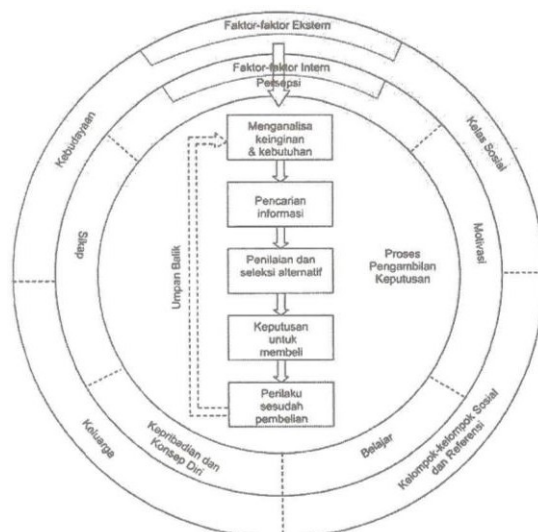 Faktor-faktor Ekstern
Faktor-faktor Intern
Persepsi
Kebudayaan
Kelas Sosial
Sikap
Motivasi
Menganalisa
keinginan
& kebutuhan
Pencarian
informasi
Penilaian dan
seleksi alternatif
Keputusan
untuk
membeli
Perilaku
sesudah
pembelian
Umpan Balik
Proses
Pengambilan
Keputusan
Keluarga
Kepribadian dan
Konsep Diri
Belajar
Kelompok-kelompok Sosial
dan Referensi